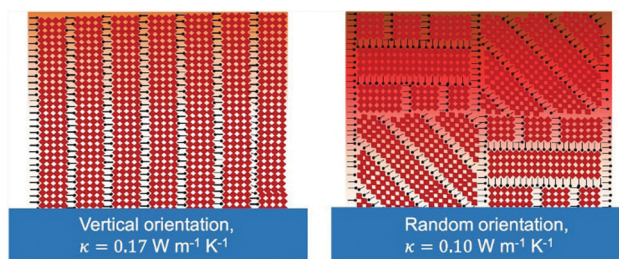 Vertical orientation,
κ = 0.17 W m⁻¹ K⁻¹
Random orientation,
κ = 0.10 W m⁻¹ K⁻¹